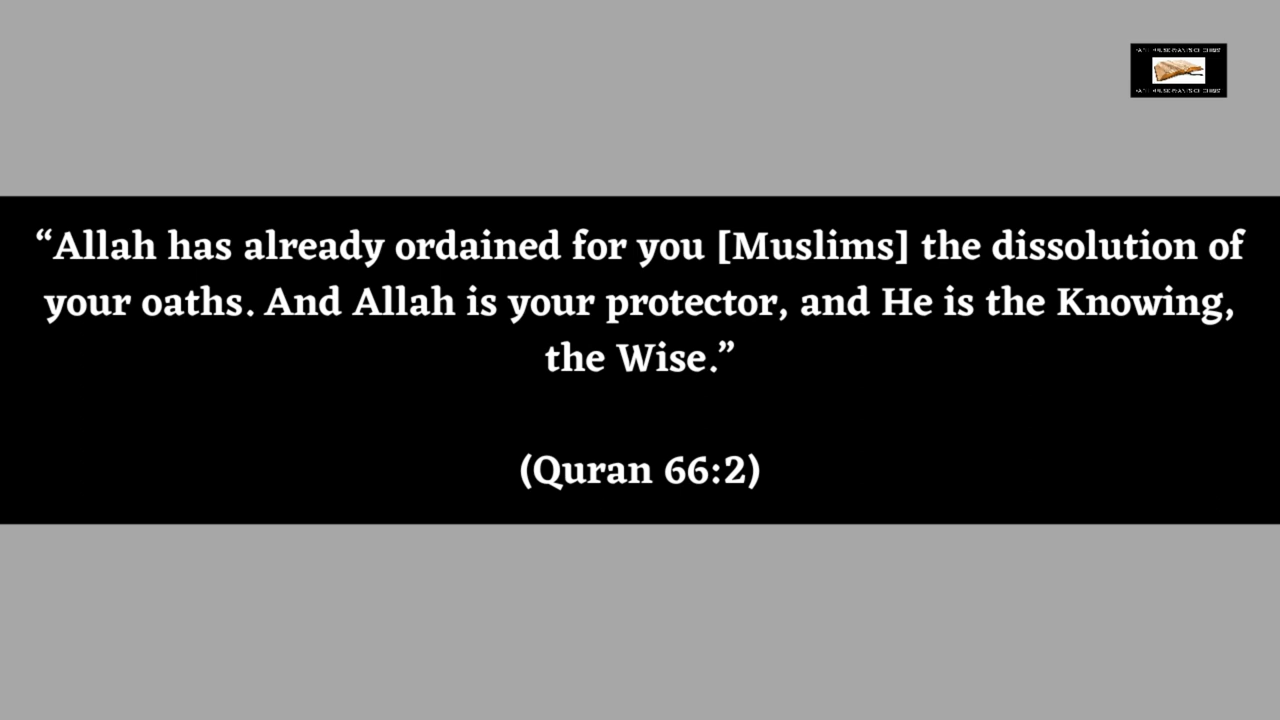 “Allah has already ordained for you [Muslims] the dissolution of
your oaths. And Allah is your protector, and He is the Knowing,
the Wise.”
(Quran 66:2)